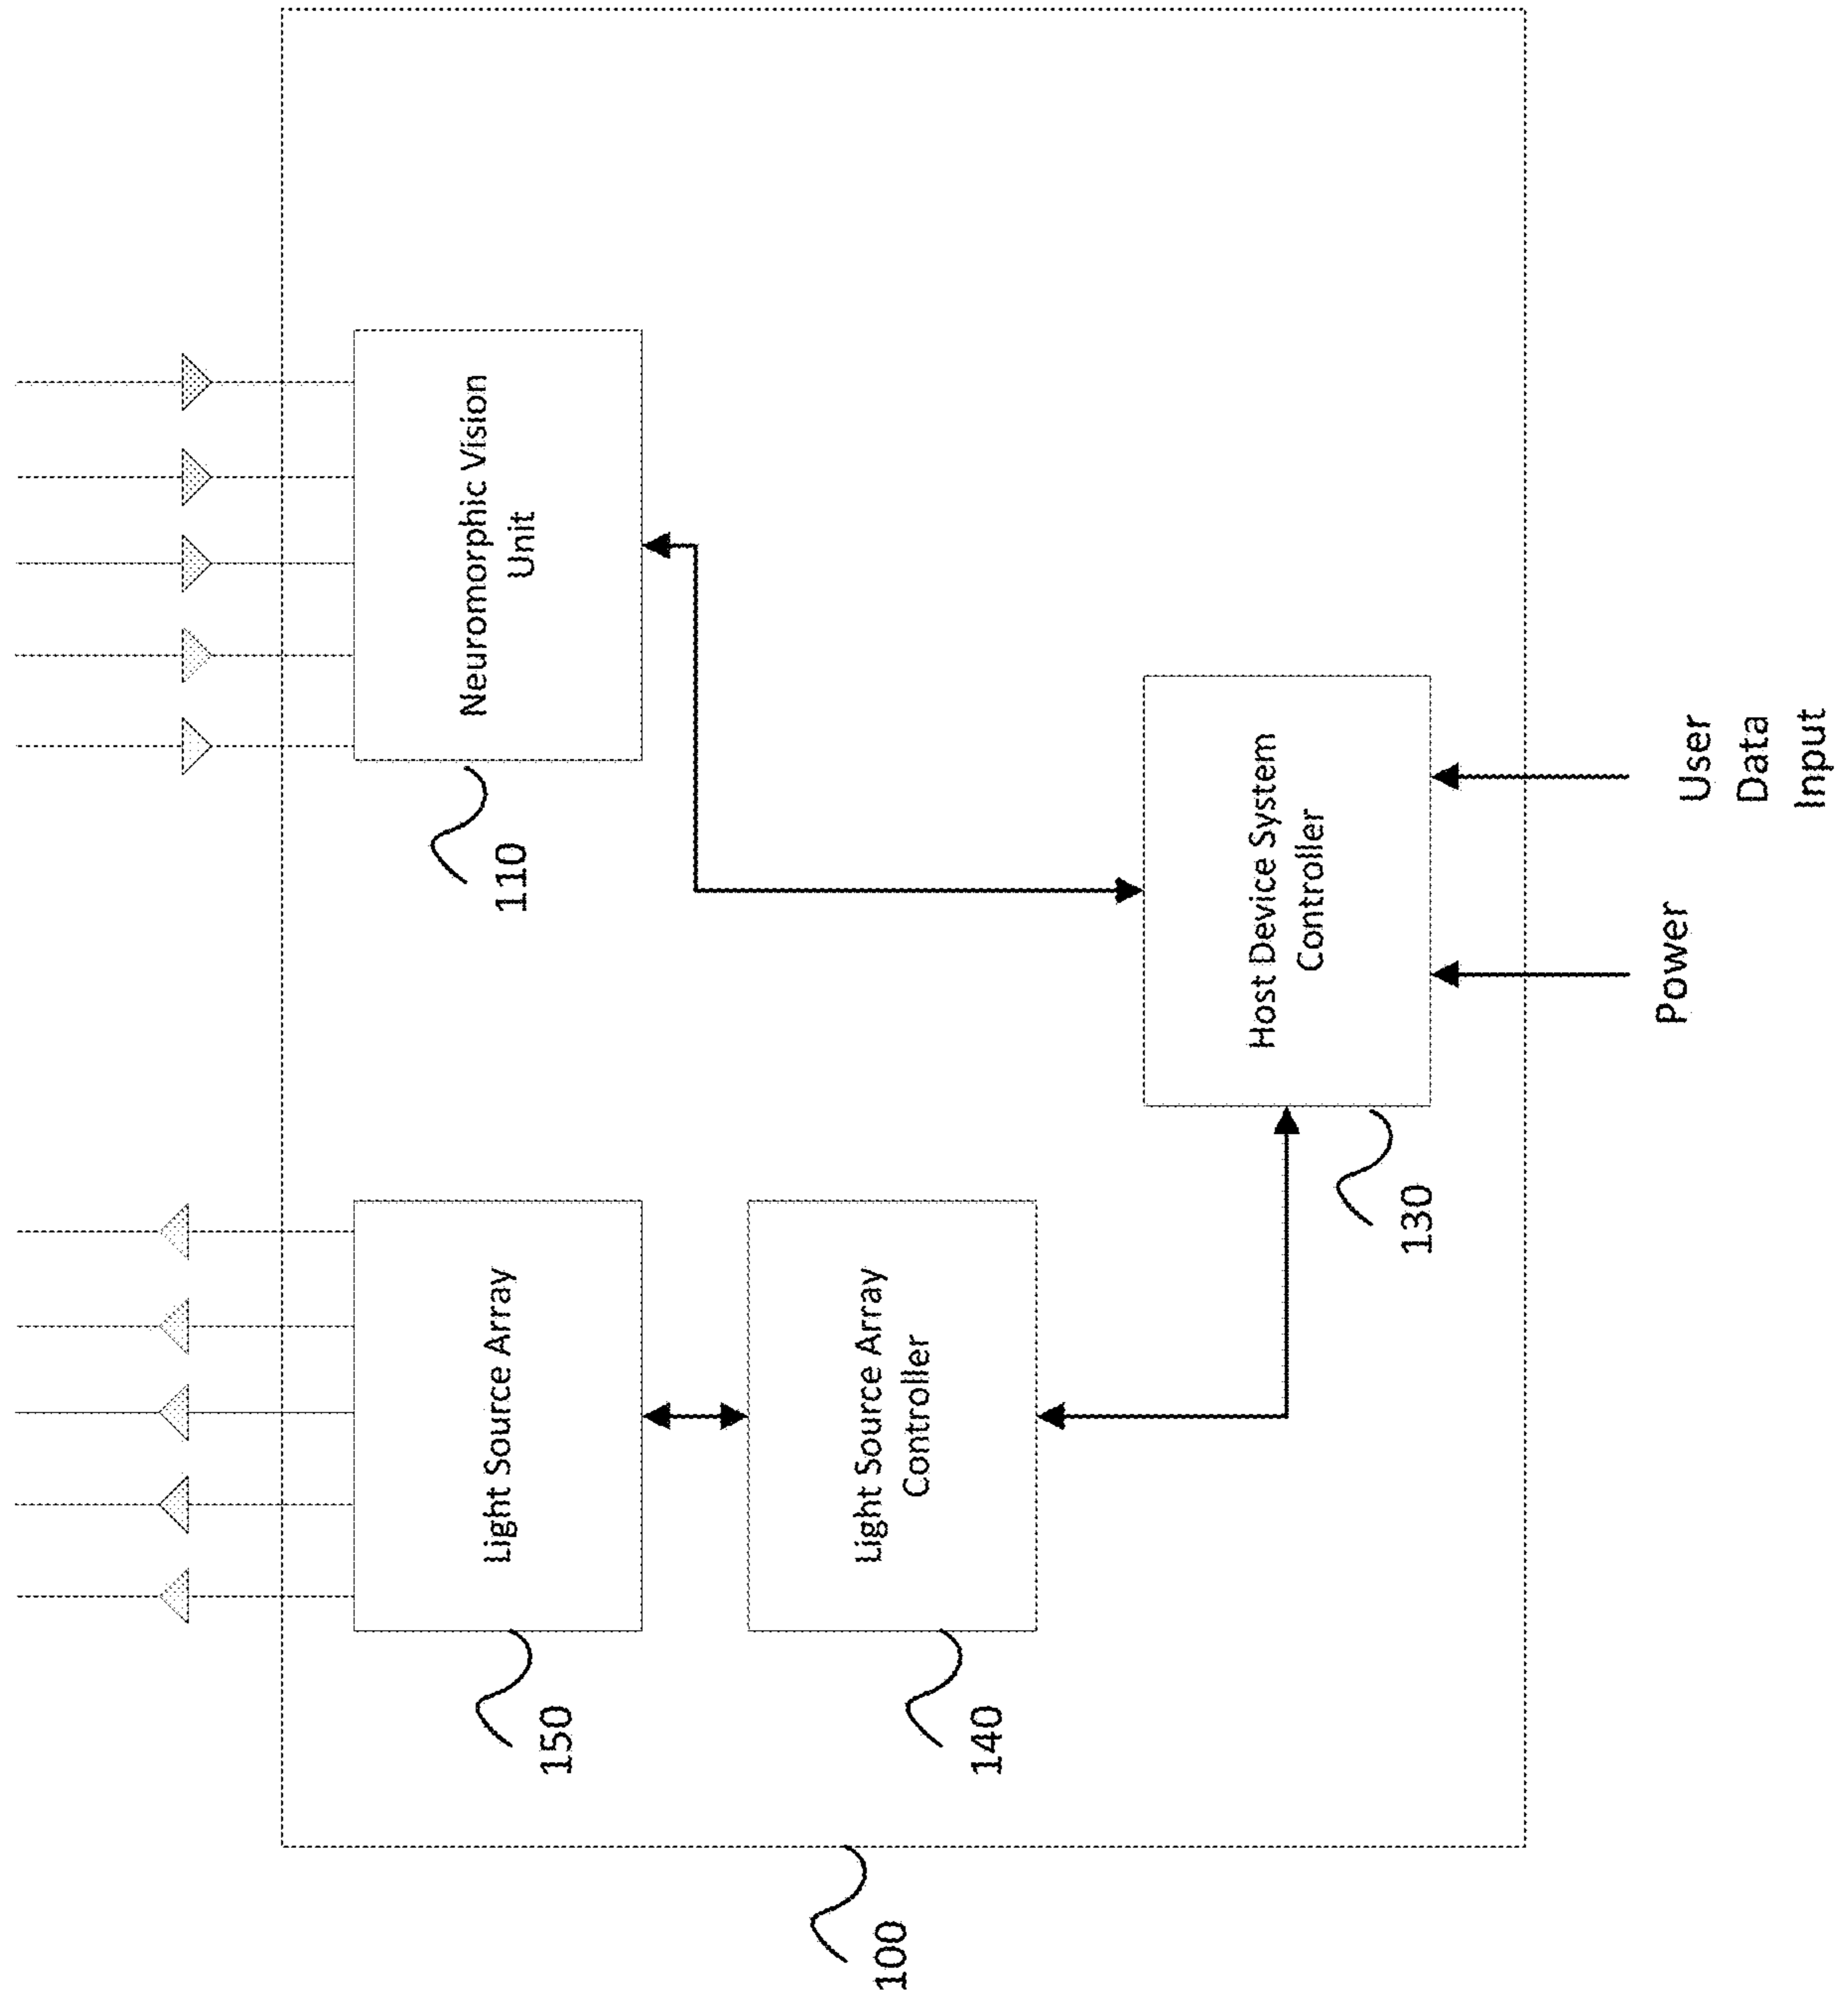 100
150
Light Source Array
140
Light Source Array
Controller
130
Host Device System
Controller
110
Neuromorphic Vision
Unit
Power
User
Data
Input